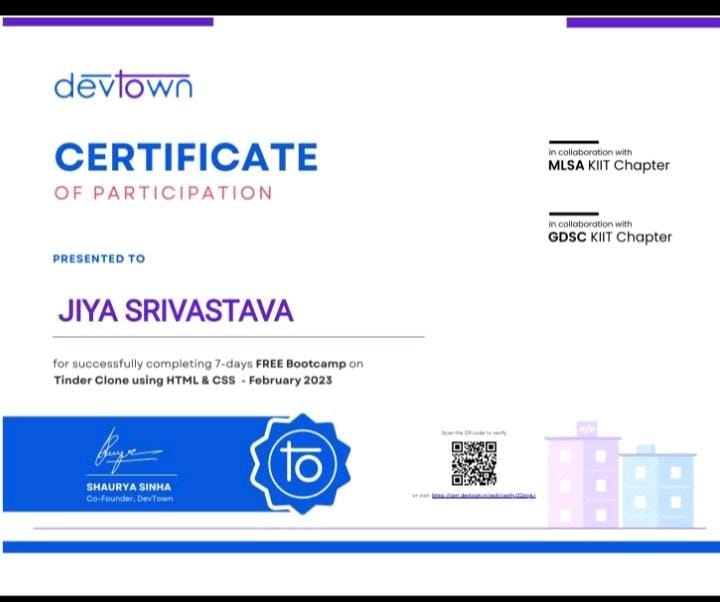 devtown
CERTIFICATE
OF PARTICIPATION
in collaboration with
MLSA KIIT Chapter
in collaboration with
GDSC KIIT Chapter
PRESENTED TO
JIYA SRIVASTAVA
for successfully completing 7-days FREE Bootcamp on
Tinder Clone using HTML & CSS - February 2023
SHAURYA SINHA
Co-Founder, DevTown
to
Scan the QR code to verify
or visit
</>